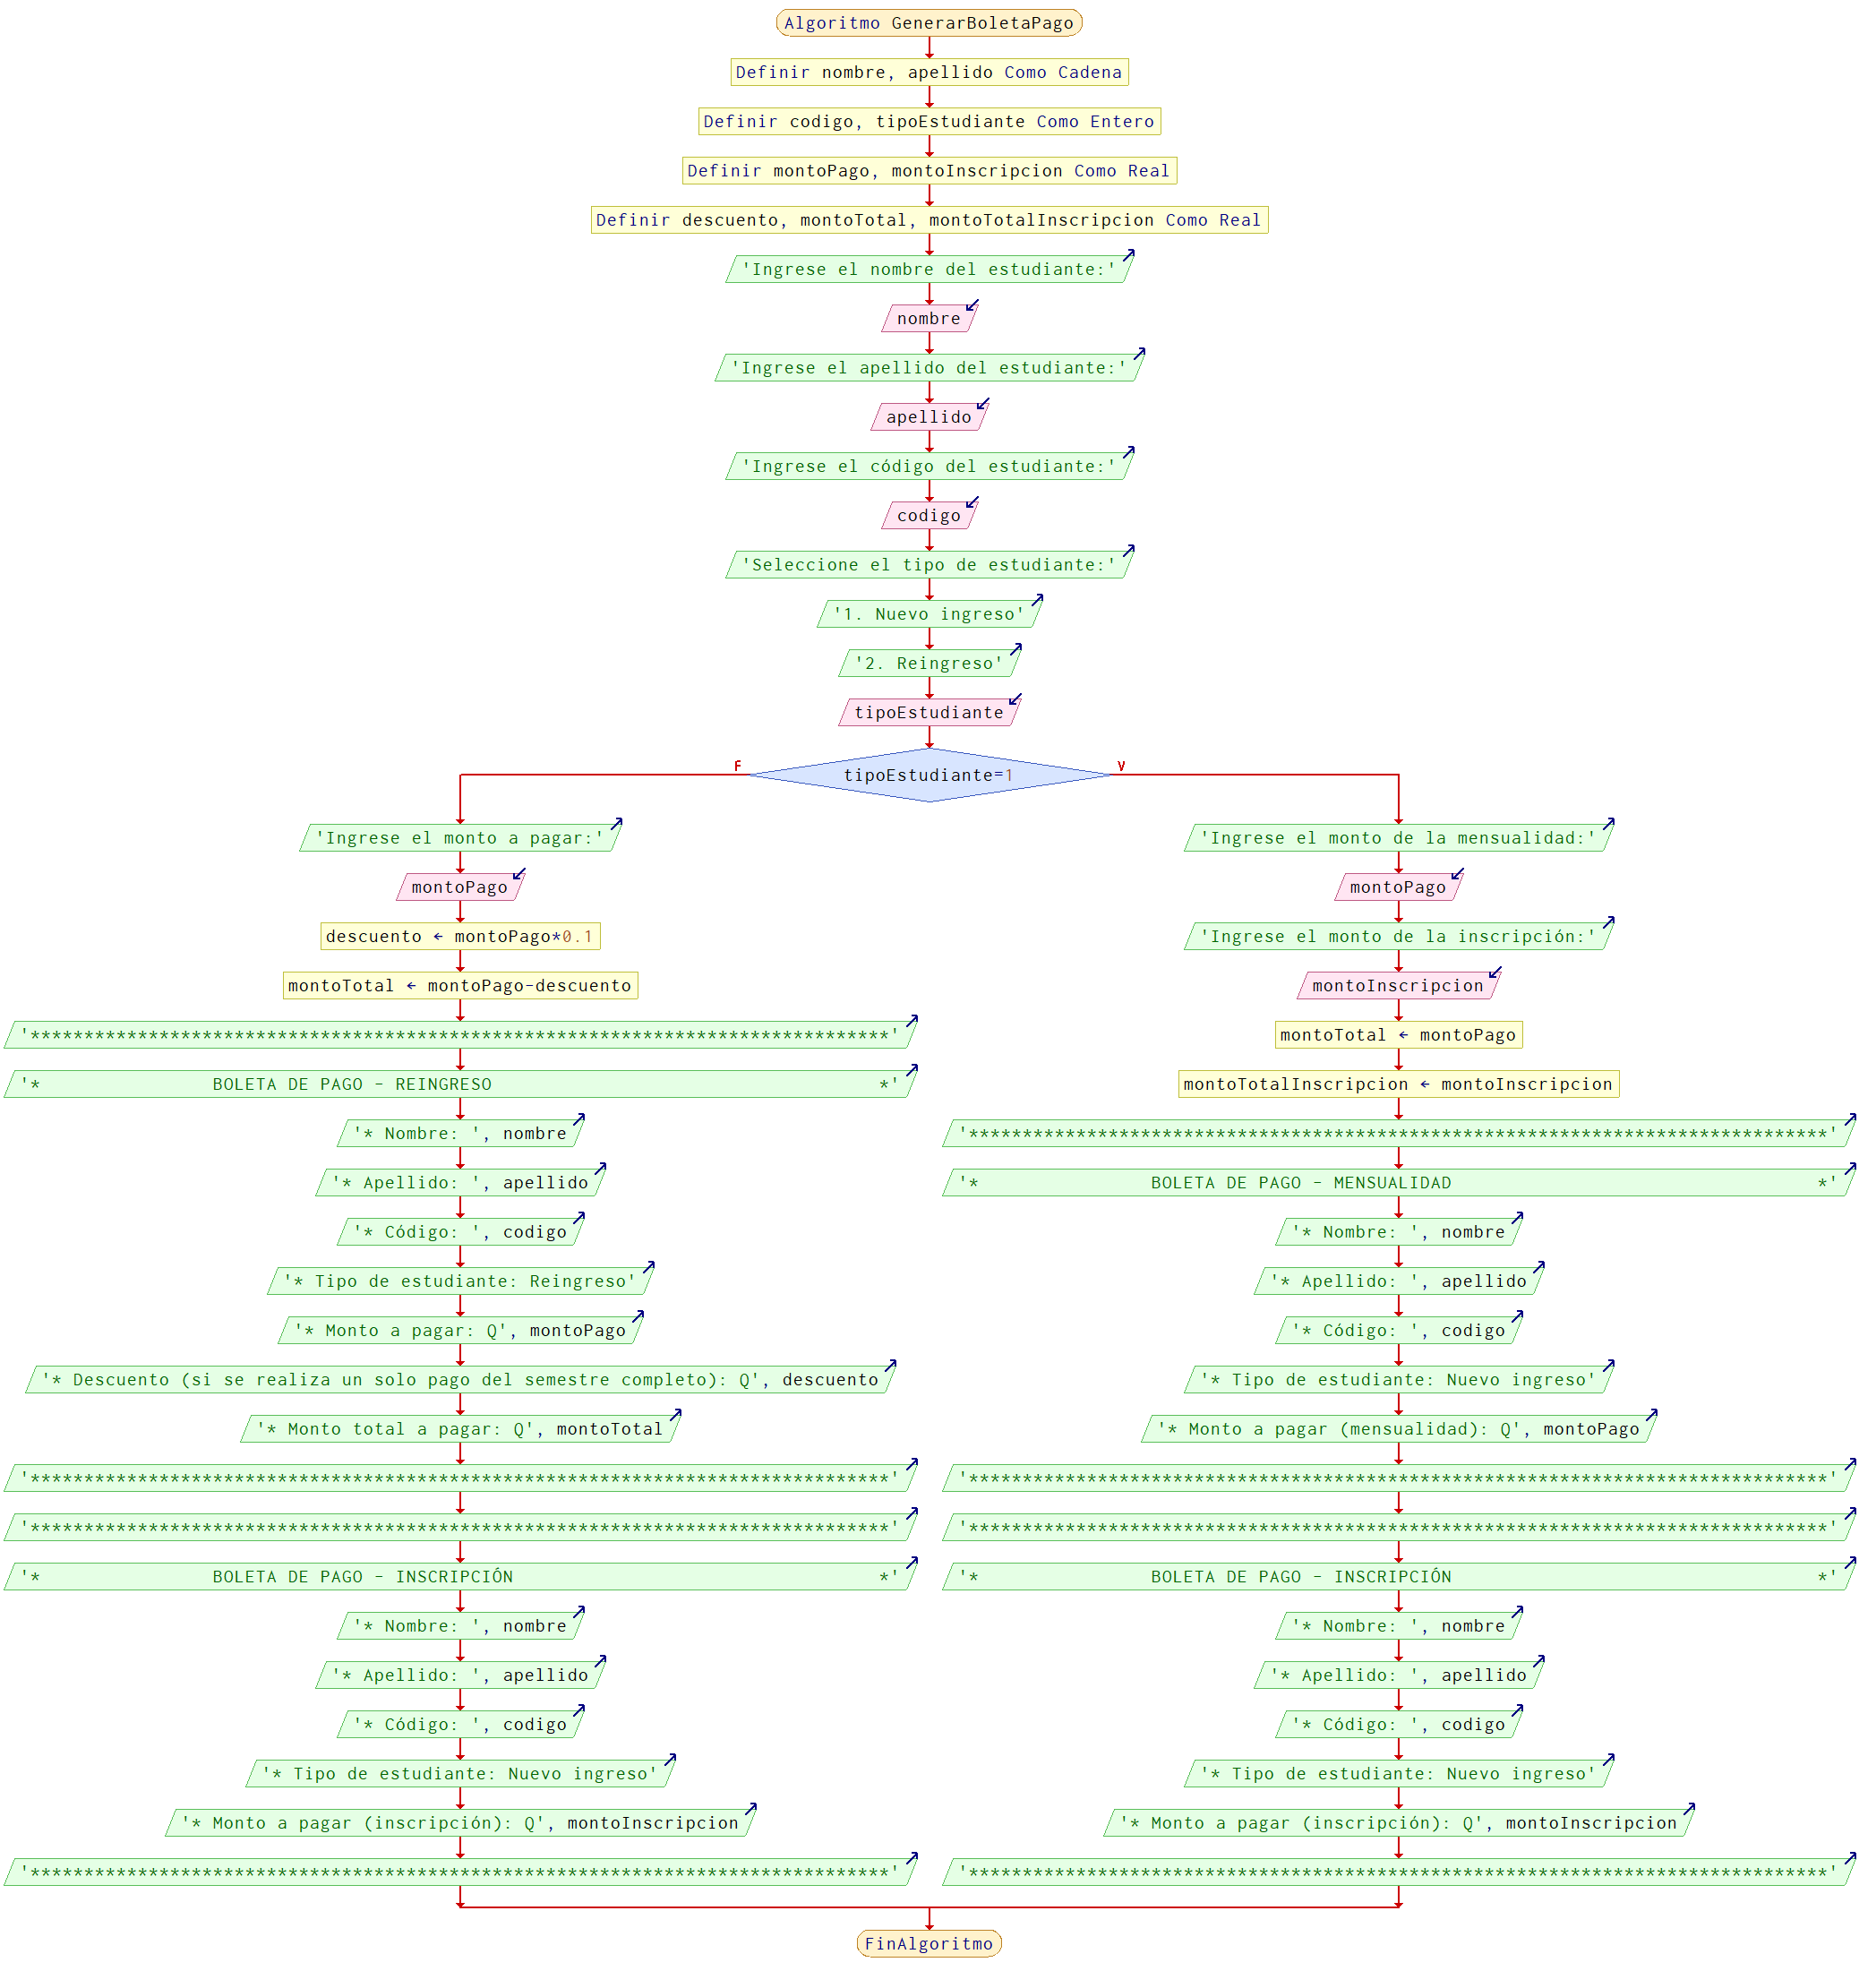 Algoritmo GenerarBoletaPago
Definir nombre, apellido Como Cadena
Definir codigo, tipoEstudiante Como Entero
Definir montoPago, montoInscripcion Como Real
Definir descuento, montoTotal, montoTotalInscripcion Como Real
'Ingrese el nombre del estudiante:'
nombre
'Ingrese el apellido del estudiante:'
apellido
'Ingrese el código del estudiante:'
codigo
'Seleccione el tipo de estudiante:'
'1. Nuevo ingreso'
'2. Reingreso'
tipoEstudiante
F
tipoEstudiante=1
V
'Ingrese el monto a pagar:'
montoPago
descuento ← montoPago*0.1
montoTotal ← montoPago-descuento
'********************************************************************************'
'*                BOLETA DE PAGO - REINGRESO                                    *'
'* Nombre: ', nombre
'* Apellido: ', apellido
'* Código: ', codigo
'* Tipo de estudiante: Reingreso'
'* Monto a pagar: Q', montoPago
'* Descuento (si se realiza un solo pago del semestre completo): Q', descuento
'* Monto total a pagar: Q', montoTotal
'********************************************************************************'
'********************************************************************************'
'*                BOLETA DE PAGO - INSCRIPCIÓN                                  *'
'* Nombre: ', nombre
'* Apellido: ', apellido
'* Código: ', codigo
'* Tipo de estudiante: Nuevo ingreso'
'* Monto a pagar (inscripción): Q', montoInscripcion
'********************************************************************************'
'Ingrese el monto de la mensualidad:'
montoPago
'Ingrese el monto de la inscripción:'
montoInscripcion
montoTotal ← montoPago
montoTotalInscripcion ← montoInscripcion
'********************************************************************************'
'*                BOLETA DE PAGO - MENSUALIDAD                                  *'
'* Nombre: ', nombre
'* Apellido: ', apellido
'* Código: ', codigo
'* Tipo de estudiante: Nuevo ingreso'
'* Monto a pagar (mensualidad): Q', montoPago
'********************************************************************************'
'********************************************************************************'
'*                BOLETA DE PAGO - INSCRIPCIÓN                                  *'
'* Nombre: ', nombre
'* Apellido: ', apellido
'* Código: ', codigo
'* Tipo de estudiante: Nuevo ingreso'
'* Monto a pagar (inscripción): Q', montoInscripcion
'********************************************************************************'
FinAlgoritmo